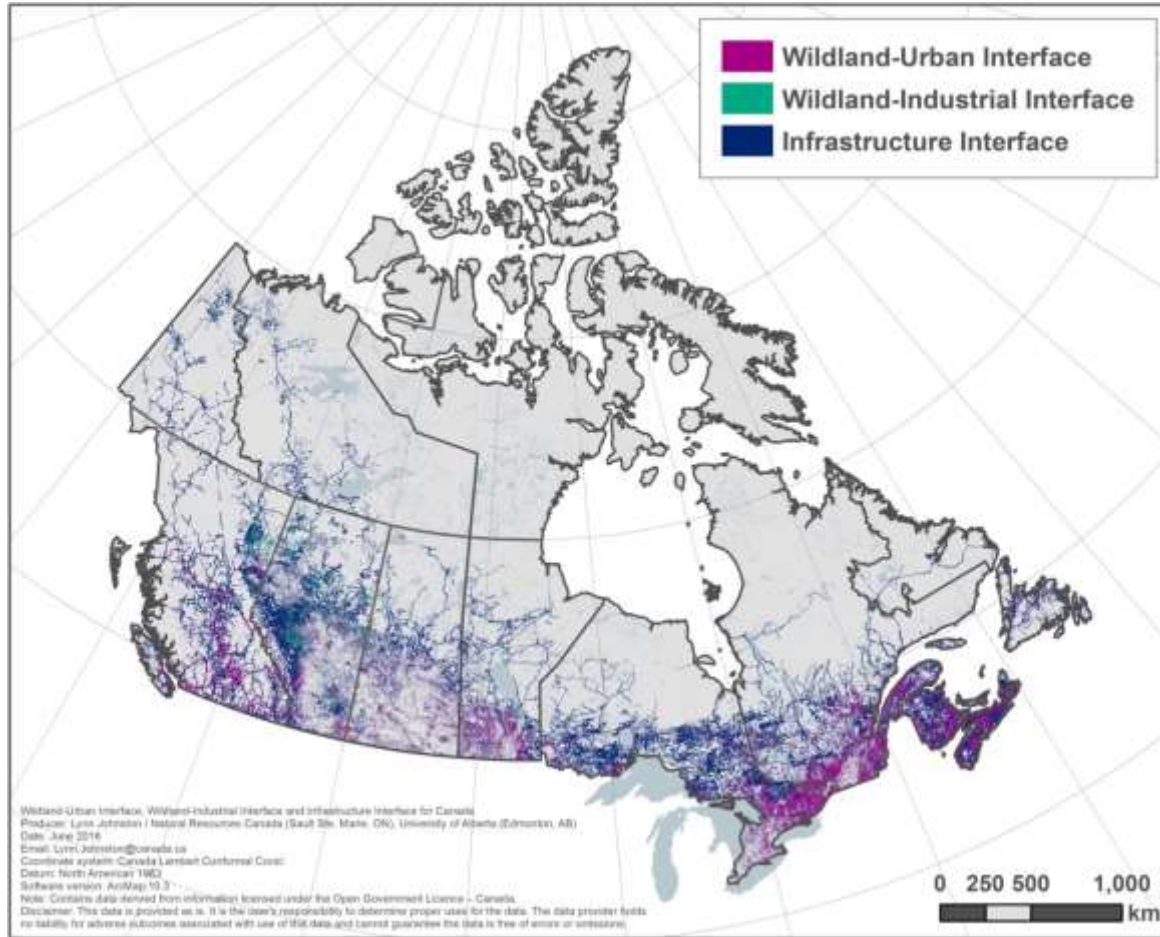 Wildland-Urban Interface
Wildland-Industrial Interface
Infrastructure Interface
Wildland-Urban Interface, Wildland-Industrial Interface and Infrastructure Interface for Canada
Producer: Lynn Johnston / Natural Resources Canada (Sault Ste. Marie, ON), University of Alberta (Edmonton, AB)
Date: June 2016
Email: Lynn.Johnston@canada.ca
Coordinate system: Canada Lambert Conformal Conic
Datum: North American 1983
Software version: ArcMap 10.3
Note: Contains data derived from information licensed under the Open Government Licence – Canada.
Disclaimer: This data is provided as is. It is the user's responsibility to determine proper uses for the data. The data provider holds
no liability for adverse outcomes associated with use of this data and cannot guarantee the data is free of errors or omissions.
0 250 500 1,000
km